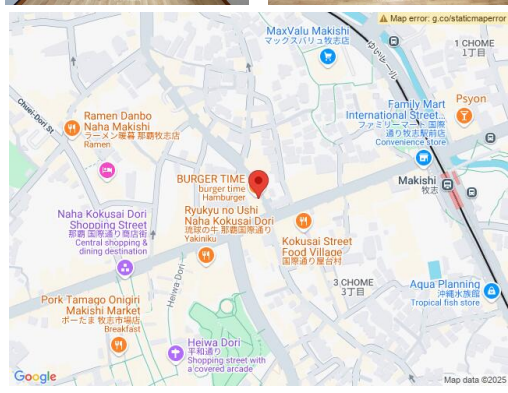 Map error: g.co/staticmaperror
MaxValu Makishi
マックスバリュ牧志店
ゆいレール
1 CHOME
1丁目
Chuei-Dori St
Ramen Danbo
Naha Makishi
ラーメン暖暮 那覇牧志店
Ramen
Family Mart
International Street...
ファミリーマート 国際
通り牧志駅前店
Convenience store
Psyon
BURGER TIME
burger time
Hamburger
Makishi
牧志
Naha Kokusai Dori
Shopping Street
那覇 国際通り商店街
Central shopping &
dining destination
Ryukyu no Ushi
Naha Kokusai Dori
琉球の牛 那覇国際通り
Yakiniku
Kokusai Street
Food Village
国際通り屋台村
Heiwa Dori
3 CHOME
3丁目
Aqua Planning
沖縄水族館
Tropical fish store
Pork Tamago Onigiri
Makishi Market
ポーたま 牧志市場店
Breakfast
Heiwa Dori
平和通り
Shopping street with
a covered arcade
Google
Map data ©2025